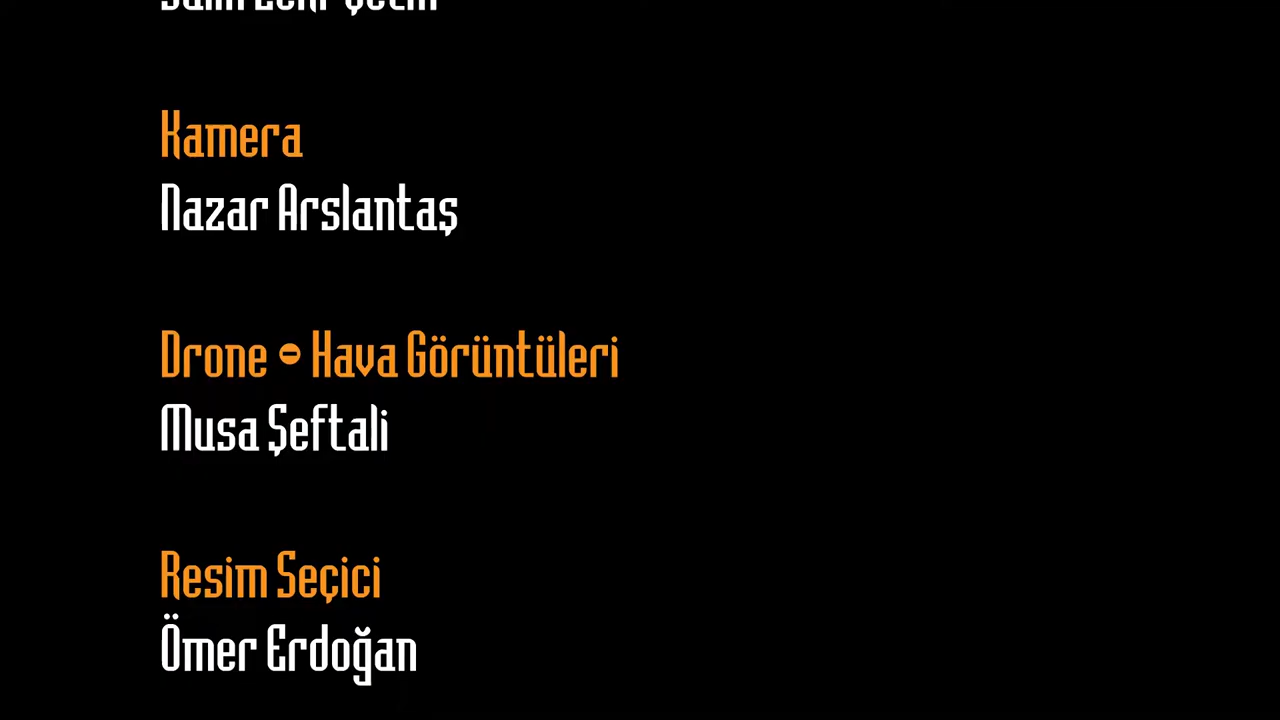 Kamera
Nazar Arslantaş
Drone - Hava Görüntüleri
Musa Şeftali
Resim Seçici
Ömer Erdoğan